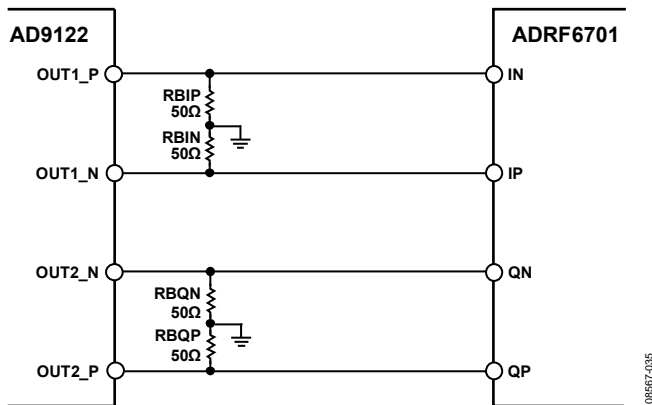 AD9122
ADRF6701
OUT1_P
IN
RBIP
50Ω
RBIN
50Ω
OUT1_N
IP
OUT2_N
QN
RBQN
50Ω
RBQP
50Ω
OUT2_P
QP
08567-035